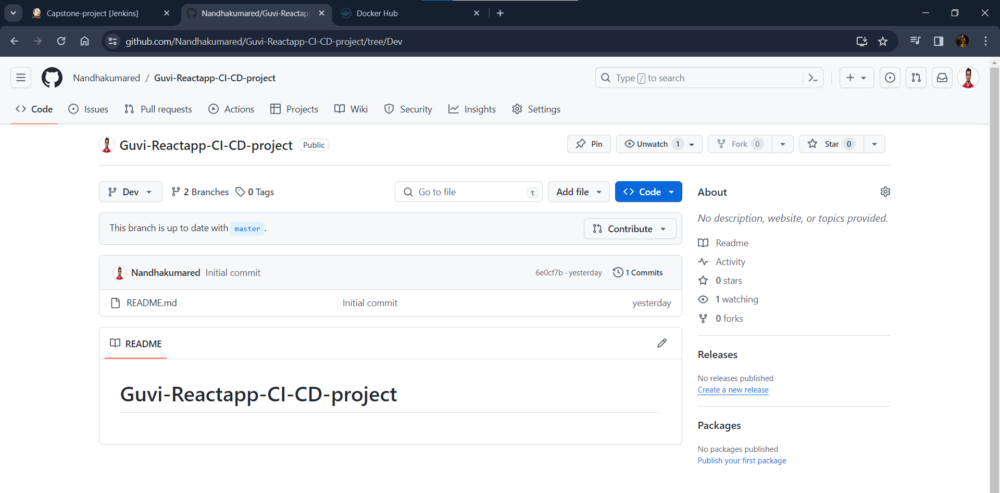 Capstone-project [Jenkins]
Nandhakumared/Guvi-Reactapp
Docker Hub
github.com/Nandhakumared/Guvi-Reactapp-CI-CD-project/tree/Dev
Nandhakumared / Guvi-Reactapp-CI-CD-project
Type / to search
Code
Issues
Pull requests
Actions
Projects
Wiki
Security
Insights
Settings
Guvi-Reactapp-CI-CD-project Public
Pin
Unwatch 1
Fork 0
Star 0
Dev
2 Branches
0 Tags
Go to file
t
Add file
Code
This branch is up to date with master .
Contribute
Nandhakumared Initial commit
6e0cf7b · yesterday
1 Commits
README.md
Initial commit
yesterday
README
Guvi-Reactapp-CI-CD-project
About
No description, website, or topics provided.
Readme
Activity
0 stars
1 watching
0 forks
Releases
No releases published
Create a new release
Packages
No packages published
Publish your first package